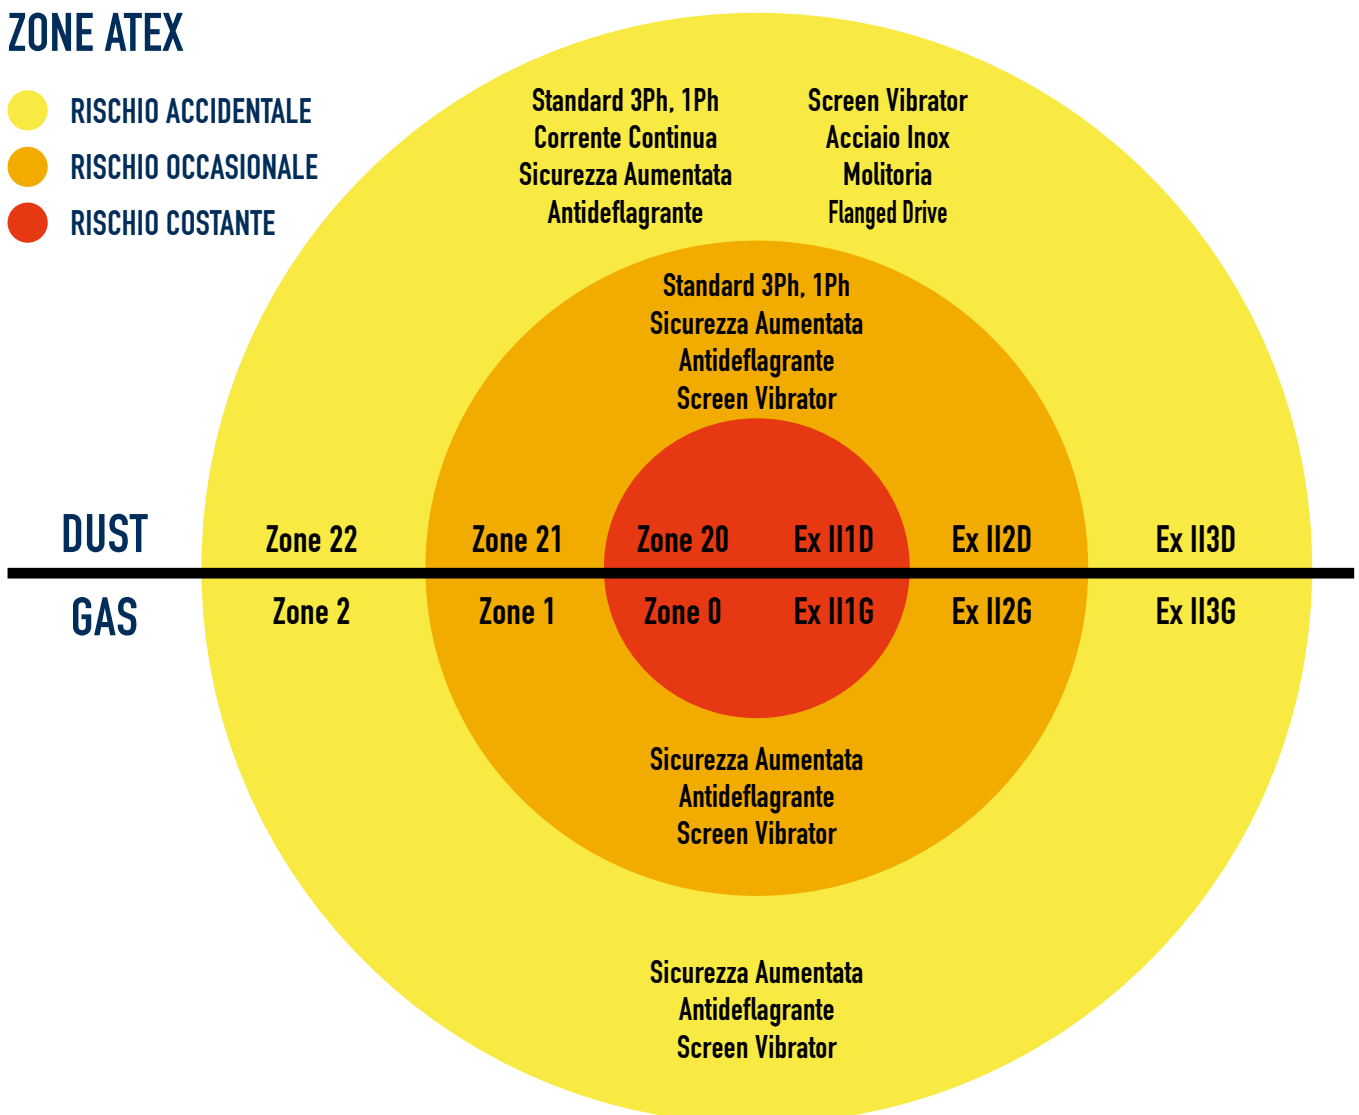 ZONE ATEX
RISCHIO ACCIDENTALE
RISCHIO OCCASIONALE
RISCHIO COSTANTE
Standard 3Ph, 1Ph
Corrente Continua
Sicurezza Aumentata
Antideflagrante
Screen Vibrator
Acciaio Inox
Molitoria
Flanged Drive
Standard 3Ph, 1Ph
Sicurezza Aumentata
Antideflagrante
Screen Vibrator
DUST Zone 22 Zone 21 Zone 20 Ex II1D Ex II2D Ex II3D
GAS Zone 2 Zone 1 Zone 0 Ex II1G Ex II2G Ex II3G
Sicurezza Aumentata
Antideflagrante
Screen Vibrator
Sicurezza Aumentata
Antideflagrante
Screen Vibrator